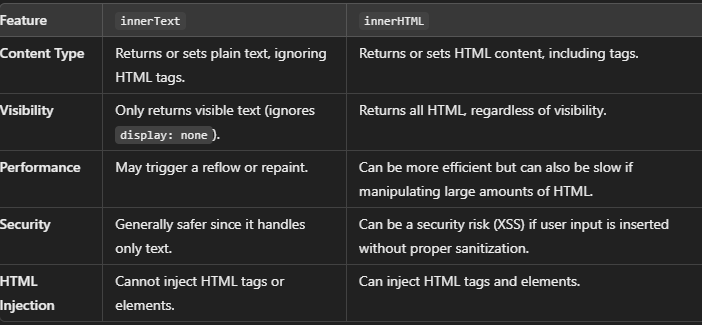 Feature innerText innerHTML
Content Type Returns or sets plain text, ignoring Returns or sets HTML content, including tags.
HTML tags.
Visibility Only returns visible text (ignores Returns all HTML, regardless of visibility.
display: none ).
Performance May trigger a reflow or repaint. Can be more efficient but can also be slow if
manipulating large amounts of HTML.
Security Generally safer since it handles Can be a security risk (XSS) if user input is inserted
only text. without proper sanitization.
HTML Cannot inject HTML tags or Can inject HTML tags and elements.
Injection elements.